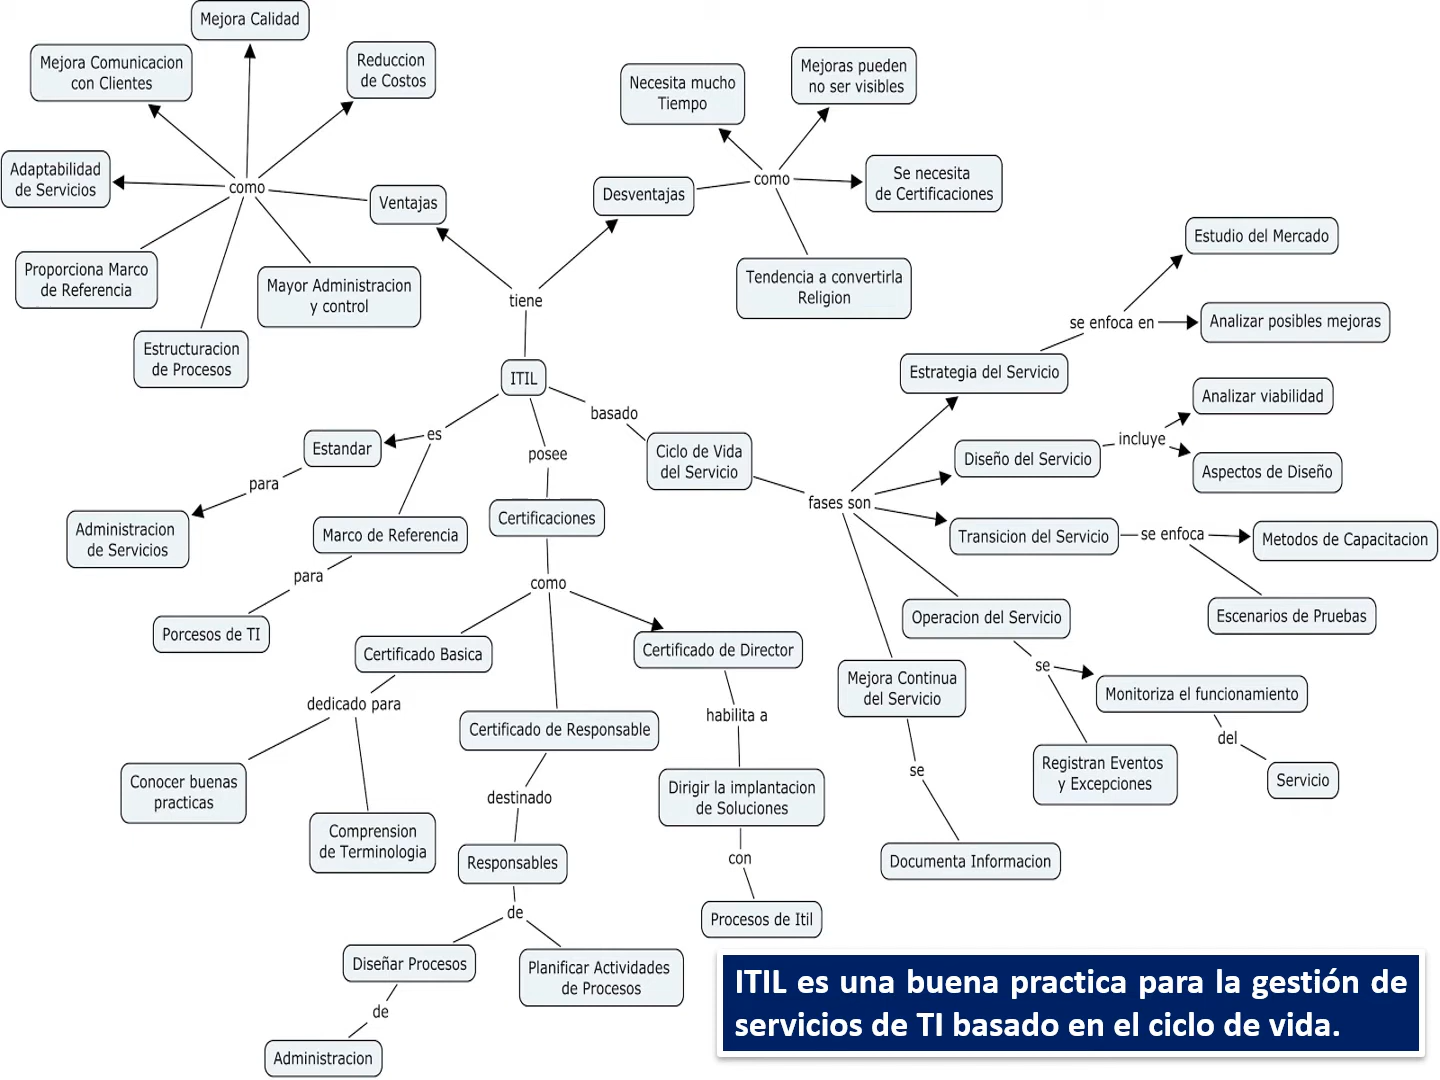 Mejora Calidad
Mejora Comunicacion
con Clientes
Reduccion
de Costos
Adaptabilidad
de Servicios
como
Ventajas
Proporciona Marco
de Referencia
Mayor Administracion
y control
Estructuracion
de Procesos
Necesita mucho
Tiempo
Mejoras pueden
no ser visibles
Desventajas
como
Se necesita
de Certificaciones
Tendencia a convertirla
Religion
tiene
ITIL
basado
Ciclo de Vida
del Servicio
fases son
Estudio del Mercado
se enfoca en
Analizar posibles mejoras
Estrategia del Servicio
Analizar viabilidad
Diseño del Servicio
incluye
Aspectos de Diseño
Transicion del Servicio
se enfoca
Metodos de Capacitacion
Escenarios de Pruebas
Operacion del Servicio
se
Monitoriza el funcionamiento
del
Servicio
Registran Eventos
y Excepciones
Mejora Continua
del Servicio
se
Documenta Informacion
es
Estandar
para
Administracion
de Servicios
Marco de Referencia
para
Porcesos de TI
posee
Certificaciones
como
Certificado Basica
dedicado para
Conocer buenas
practicas
Comprension
de Terminologia
Certificado de Responsable
destinado
Responsables
de
Diseñar Procesos
de
Administracion
Planificar Actividades
de Procesos
Certificado de Director
habilita a
Dirigir la implantacion
de Soluciones
con
Procesos de Itil
ITIL es una buena practica para la gestión de
servicios de TI basado en el ciclo de vida.